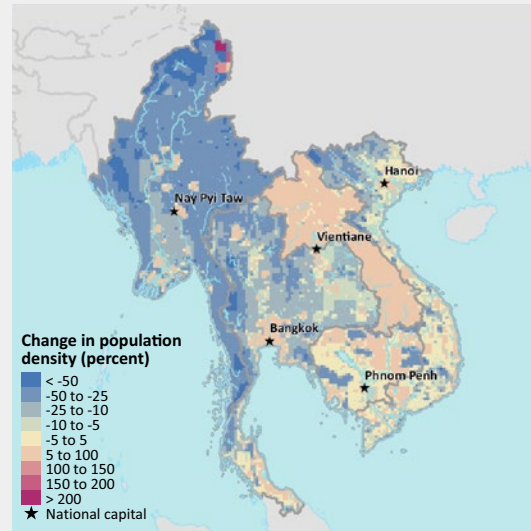 Hanoi
Nay Pyi Taw
Vientiane
Bangkok
Phnom Penh
Change in population
density (percent)
< -50
-50 to -25
-25 to -10
-10 to -5
-5 to 5
5 to 100
100 to 150
150 to 200
> 200
National capital